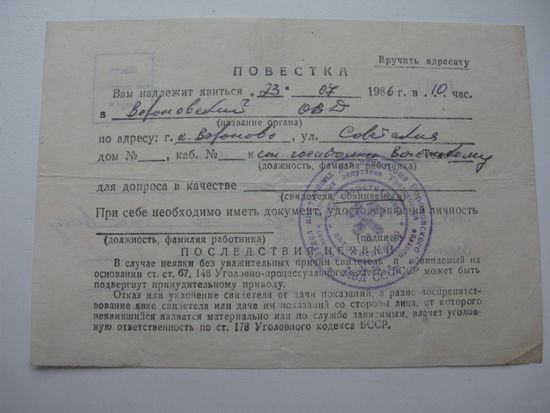 Вручить адресату
ПОВЕСТКА
Вам надлежит явиться „23" 07 1986 г. в 10 час.
в Вороновский ОВД
(название органа)
по адресу: г. к. Вороново, ул. Советская
дом № , каб. № к
(должность, фамилия работника)
для допроса в качестве
(свидетеля, обвиняемого)
При себе необходимо иметь документ, удостоверяющий личность
(должность, фамилия работника) (подпись)
ПОСЛЕДСТВИЯ НЕЯВКИ
В случае неявки без уважительных причин свидетель и обвиняемый на
основании ст. ст. 67, 146 Уголовно-процессуального кодекса БССР может быть
подвергнут принудительному приводу.
Отказ или уклонение свидетеля от дачи показаний, а равно воспрепятст-
вование явке свидетеля или даче им показаний со стороны лица, от которого
неявившийся является материально или по службе зависимым, влечет уголов-
ную ответственность по ст. 178 Уголовного кодекса БССР.